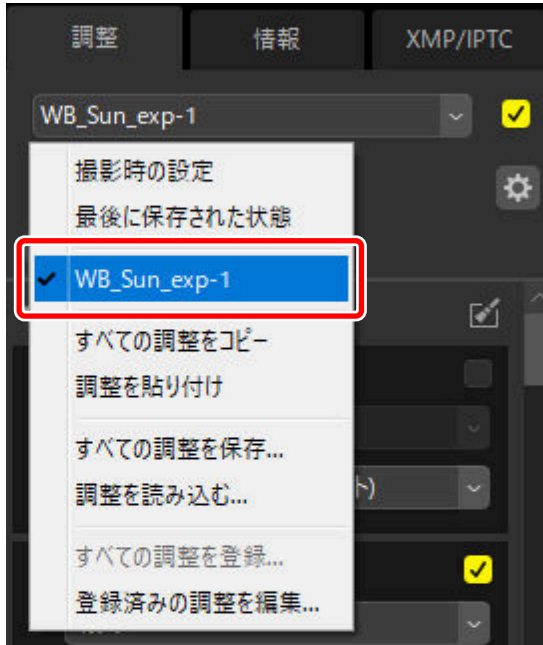 調整
情報
XMP/IPTC
WB_Sun_exp-1
撮影時の設定
最後に保存された状態
WB_Sun_exp-1
すべての調整をコピー
調整を貼り付け
すべての調整を保存...
調整を読み込む...
ト)
すべての調整を登録...
登録済みの調整を編集...